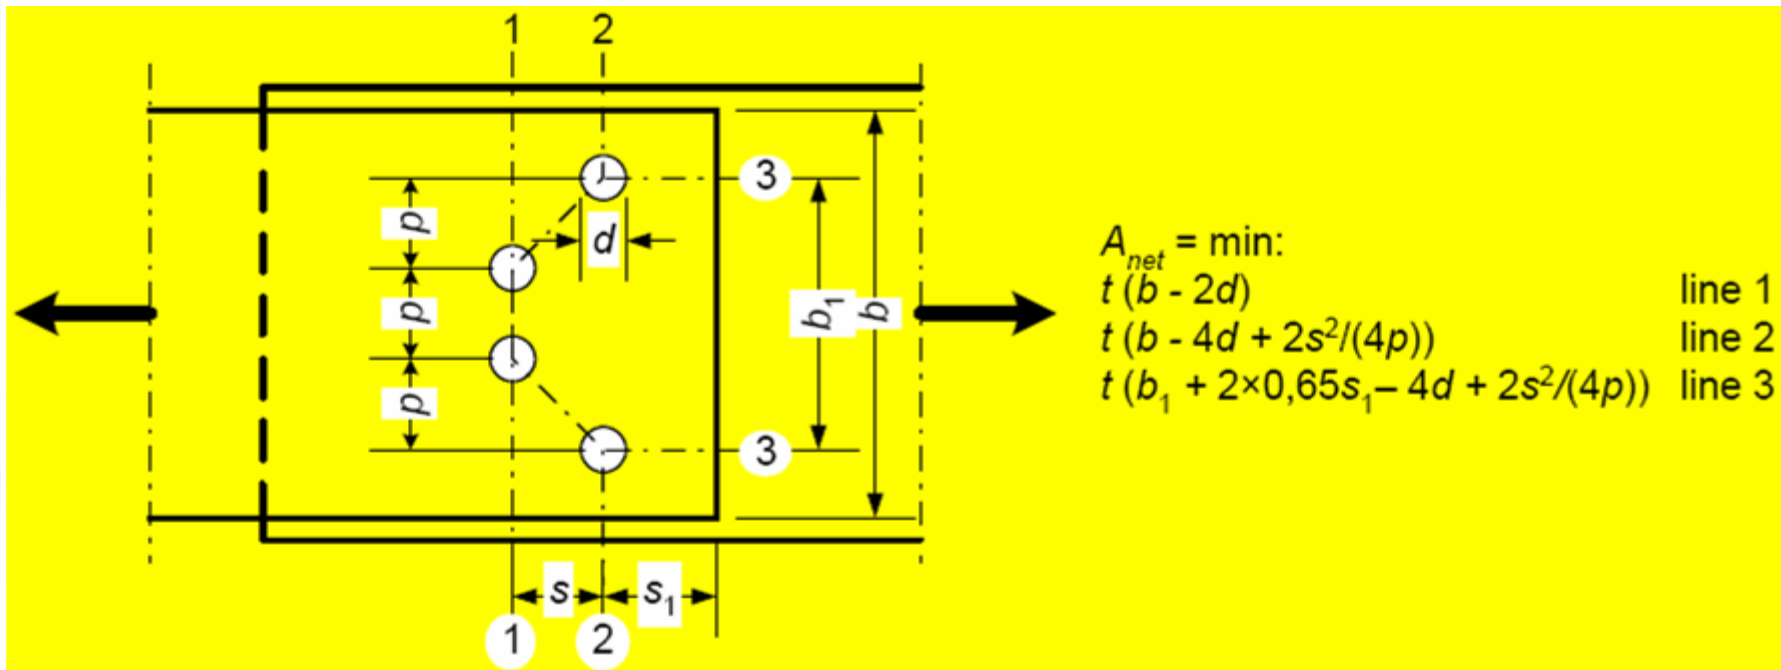 1 2
3
p
d
p
b₁ b
p
3
s s₁
1 2
Aₙₑₜ = min:
t (b - 2d) line 1
t (b - 4d + 2s²/(4p)) line 2
t (b₁ + 2×0,65s₁– 4d + 2s²/(4p)) line 3